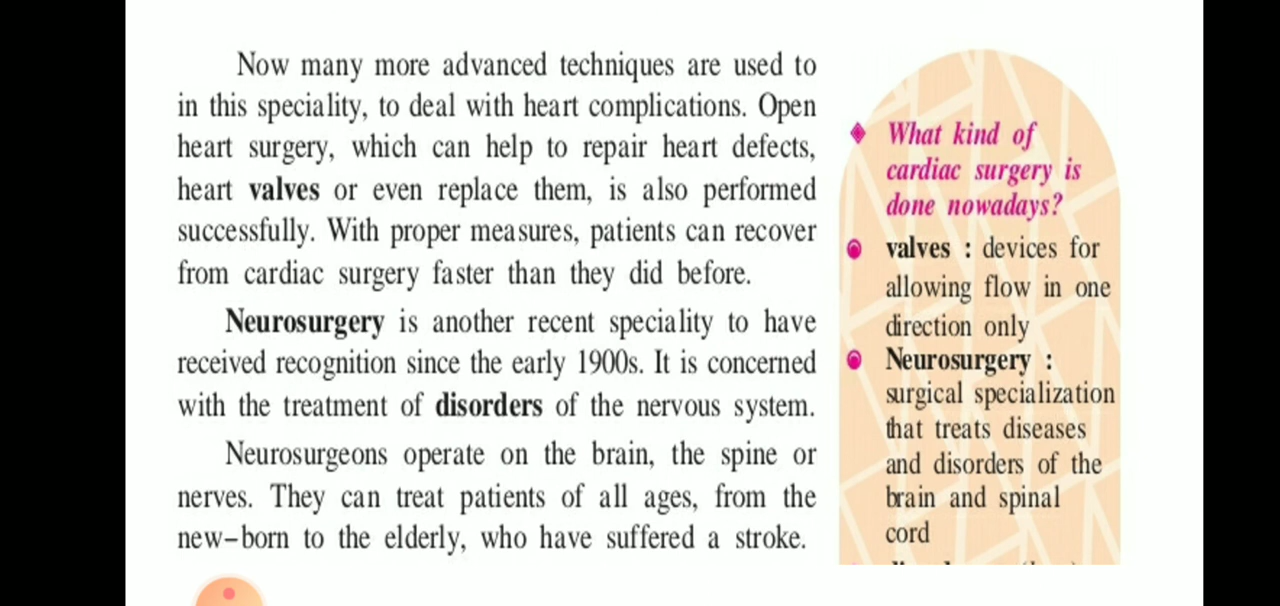 Now many more advanced techniques are used to
in this speciality, to deal with heart complications. Open
heart surgery, which can help to repair heart defects,
heart valves or even replace them, is also performed
successfully. With proper measures, patients can recover
from cardiac surgery faster than they did before.
Neurosurgery is another recent speciality to have
received recognition since the early 1900s. It is concerned
with the treatment of disorders of the nervous system.
Neurosurgeons operate on the brain, the spine or
nerves. They can treat patients of all ages, from the
new–born to the elderly, who have suffered a stroke.
What kind of
cardiac surgery is
done nowadays?
valves : devices for
allowing flow in one
direction only
Neurosurgery :
surgical specialization
that treats diseases
and disorders of the
brain and spinal
cord